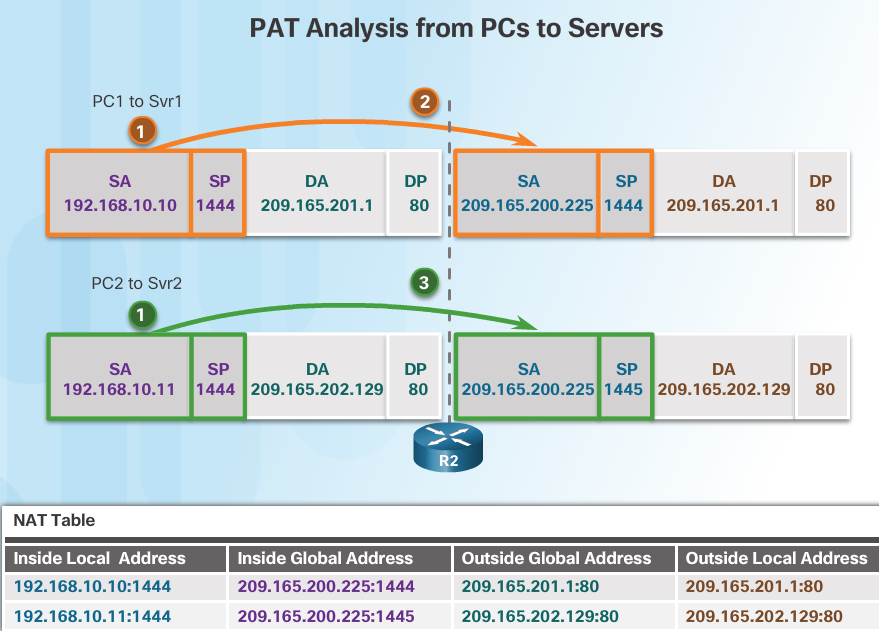 PAT Analysis from PCs to Servers
PC1 to Svr1
1
2
SA SP DA DP SA SP DA DP
192.168.10.10 1444 209.165.201.1 80 209.165.200.225 1444 209.165.201.1 80
PC2 to Svr2
1
3
SA SP DA DP SA SP DA DP
192.168.10.11 1444 209.165.202.129 80 209.165.200.225 1445 209.165.202.129 80
R2
NAT Table
Inside Local Address Inside Global Address Outside Global Address Outside Local Address
192.168.10.10:1444 209.165.200.225:1444 209.165.201.1:80 209.165.201.1:80
192.168.10.11:1444 209.165.200.225:1445 209.165.202.129:80 209.165.202.129:80